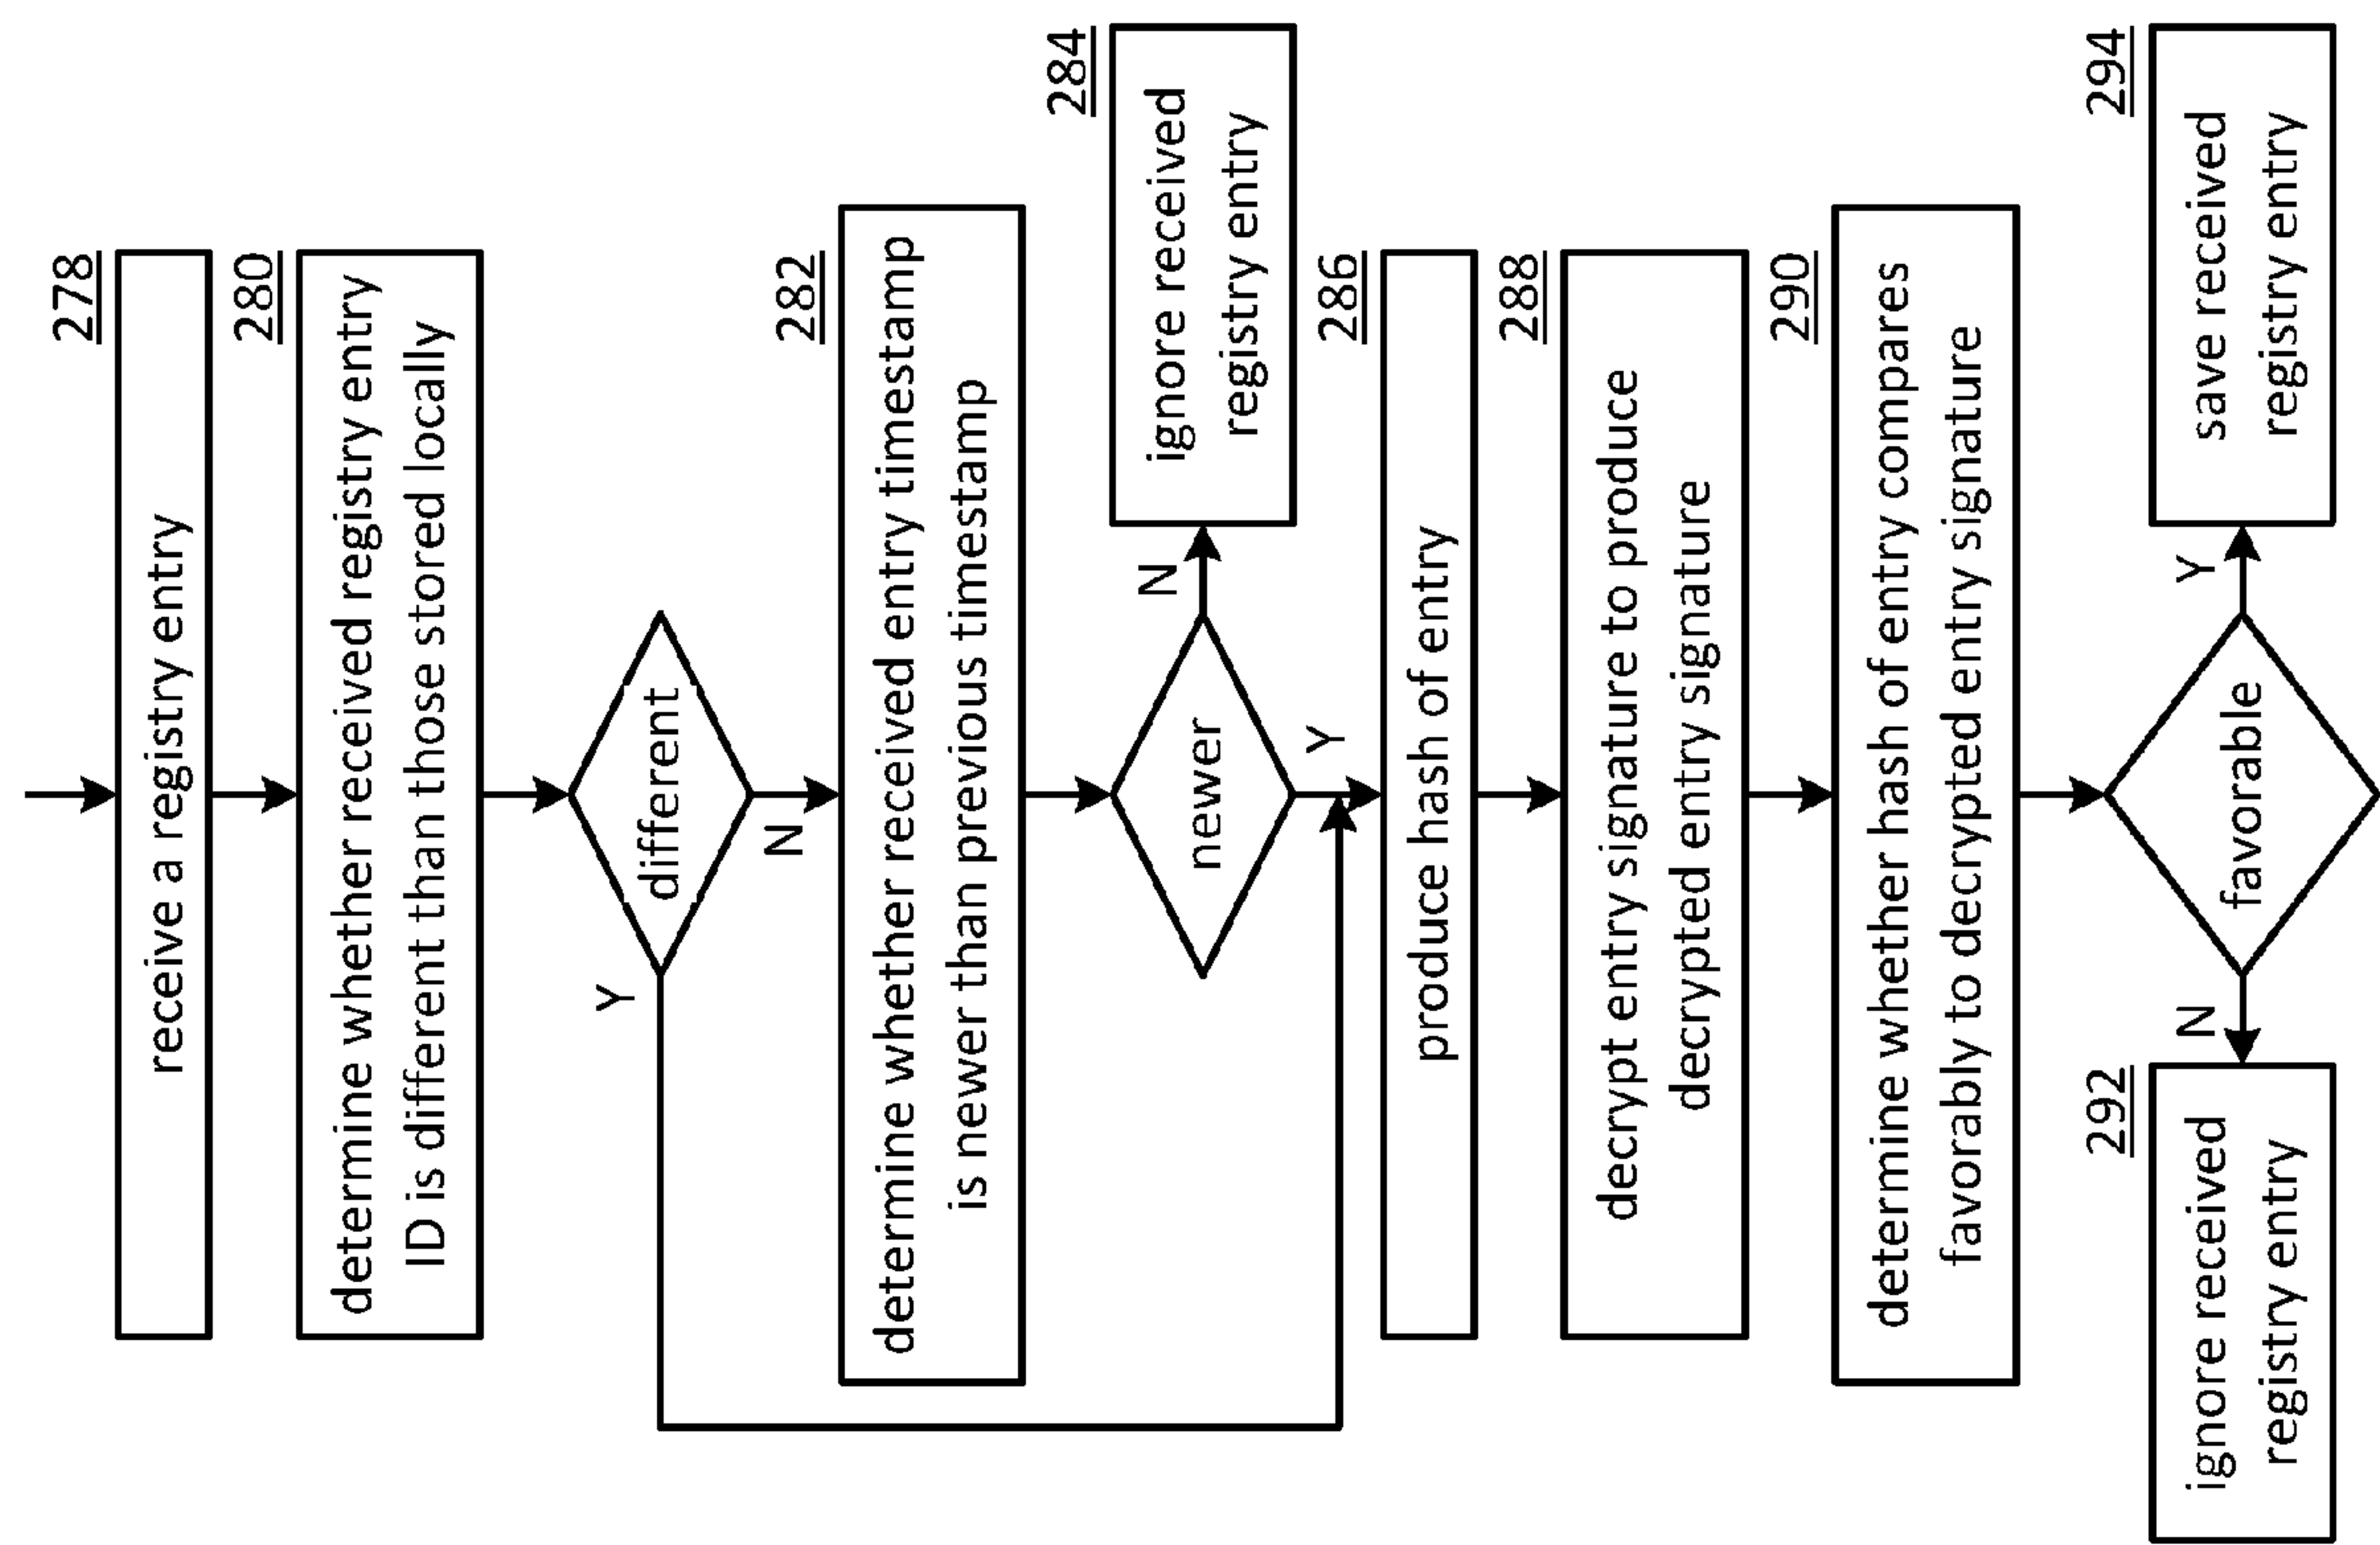 278
receive a registry entry
280
determine whether received registry entry
ID is different than those stored locally
different
Y
N
282
determine whether received entry timestamp
is newer than previous timestamp
newer
N
284
ignore received
registry entry
Y
286
produce hash of entry
288
decrypt entry signature to produce
decrypted entry signature
290
determine whether hash of entry compares
favorably to decrypted entry signature
favorable
N
Y
292
ignore received
registry entry
294
save received
registry entry